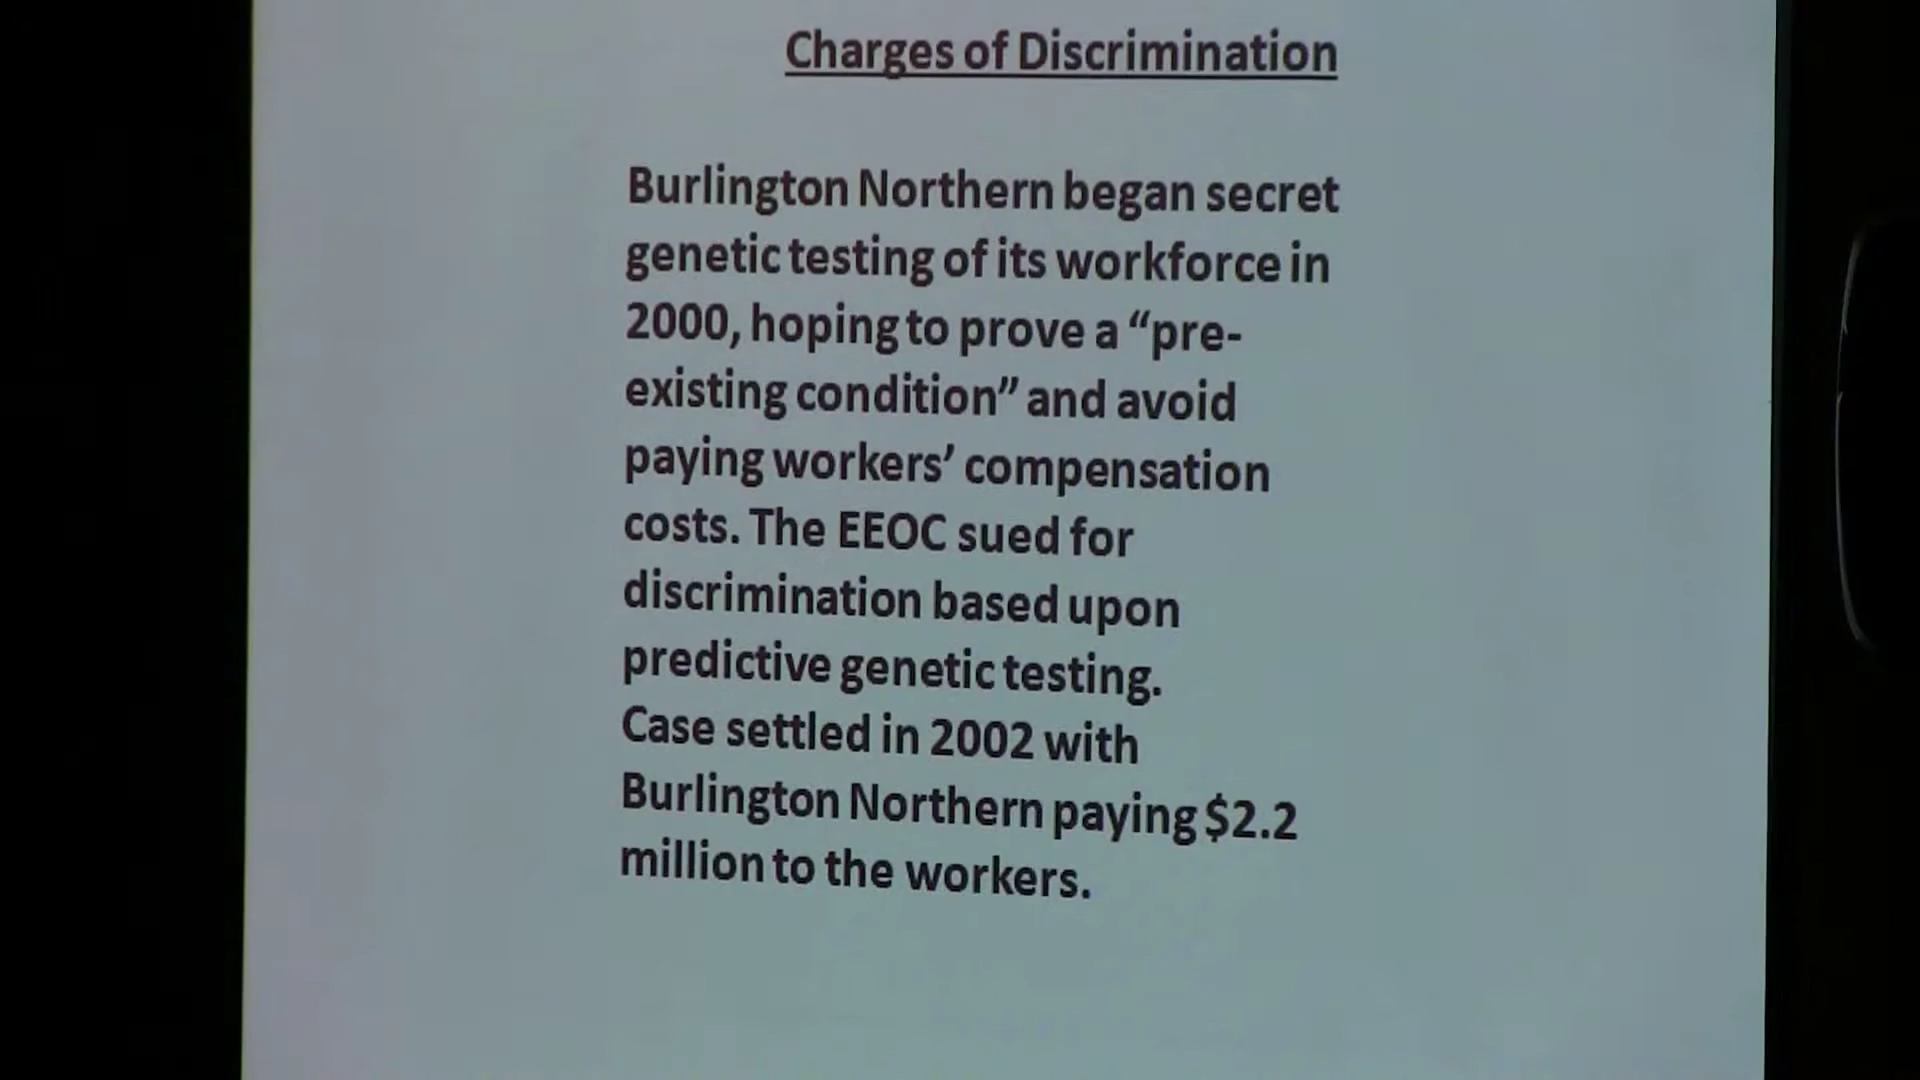 Charges of Discrimination
Burlington Northern began secret
genetic testing of its workforce in
2000, hoping to prove a “pre-
existing condition” and avoid
paying workers’ compensation
costs. The EEOC sued for
discrimination based upon
predictive genetic testing.
Case settled in 2002 with
Burlington Northern paying $2.2
million to the workers.